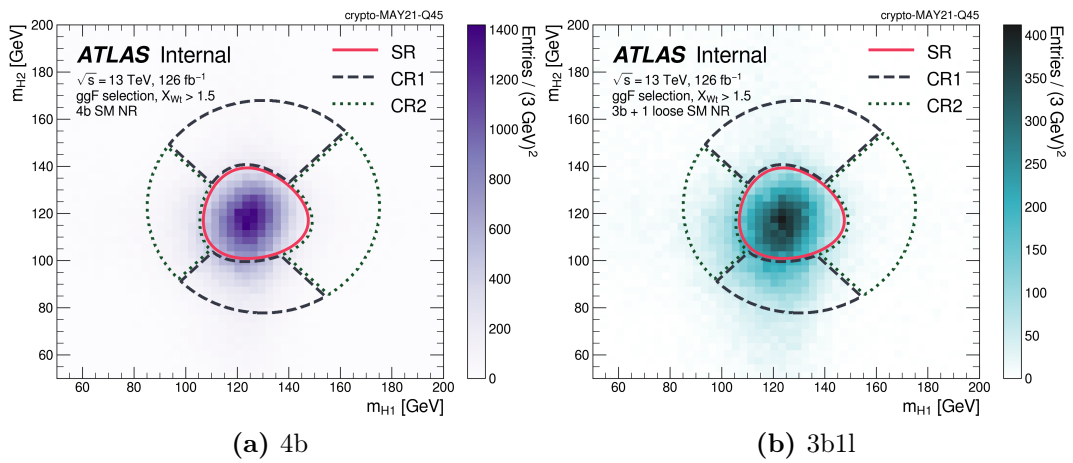 crypto-MAY21-Q45
ATLAS Internal
√s = 13 TeV, 126 fb⁻¹
ggF selection, X_Wt > 1.5
4b SM NR
SR
CR1
CR2
m_H2 [GeV]
200
180
160
140
120
100
80
60
60 80 100 120 140 160 180 200
m_H1 [GeV]
Entries / (3 GeV)²
1400
1200
1000
800
600
400
200
0
(a) 4b
crypto-MAY21-Q45
ATLAS Internal
√s = 13 TeV, 126 fb⁻¹
ggF selection, X_Wt > 1.5
3b + 1 loose SM NR
SR
CR1
CR2
m_H2 [GeV]
200
180
160
140
120
100
80
60
60 80 100 120 140 160 180 200
m_H1 [GeV]
Entries / (3 GeV)²
400
350
300
250
200
150
100
50
0
(b) 3b1l